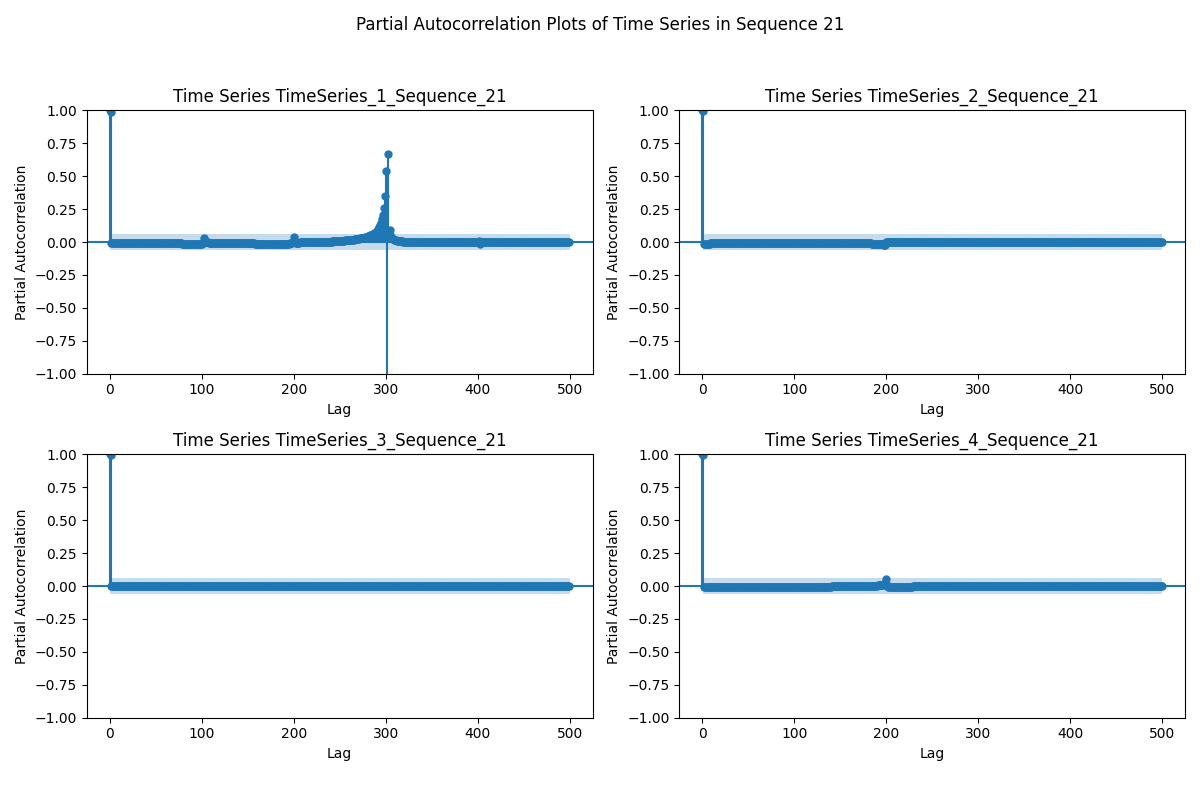 Partial Autocorrelation Plots of Time Series in Sequence 21
Time Series TimeSeries_1_Sequence_21
Partial Autocorrelation
1.00
0.75
0.50
0.25
0.00
−0.25
−0.50
−0.75
−1.00
0 100 200 300 400 500
Lag
Time Series TimeSeries_2_Sequence_21
Partial Autocorrelation
1.00
0.75
0.50
0.25
0.00
−0.25
−0.50
−0.75
−1.00
0 100 200 300 400 500
Lag
Time Series TimeSeries_3_Sequence_21
Partial Autocorrelation
1.00
0.75
0.50
0.25
0.00
−0.25
−0.50
−0.75
−1.00
0 100 200 300 400 500
Lag
Time Series TimeSeries_4_Sequence_21
Partial Autocorrelation
1.00
0.75
0.50
0.25
0.00
−0.25
−0.50
−0.75
−1.00
0 100 200 300 400 500
Lag